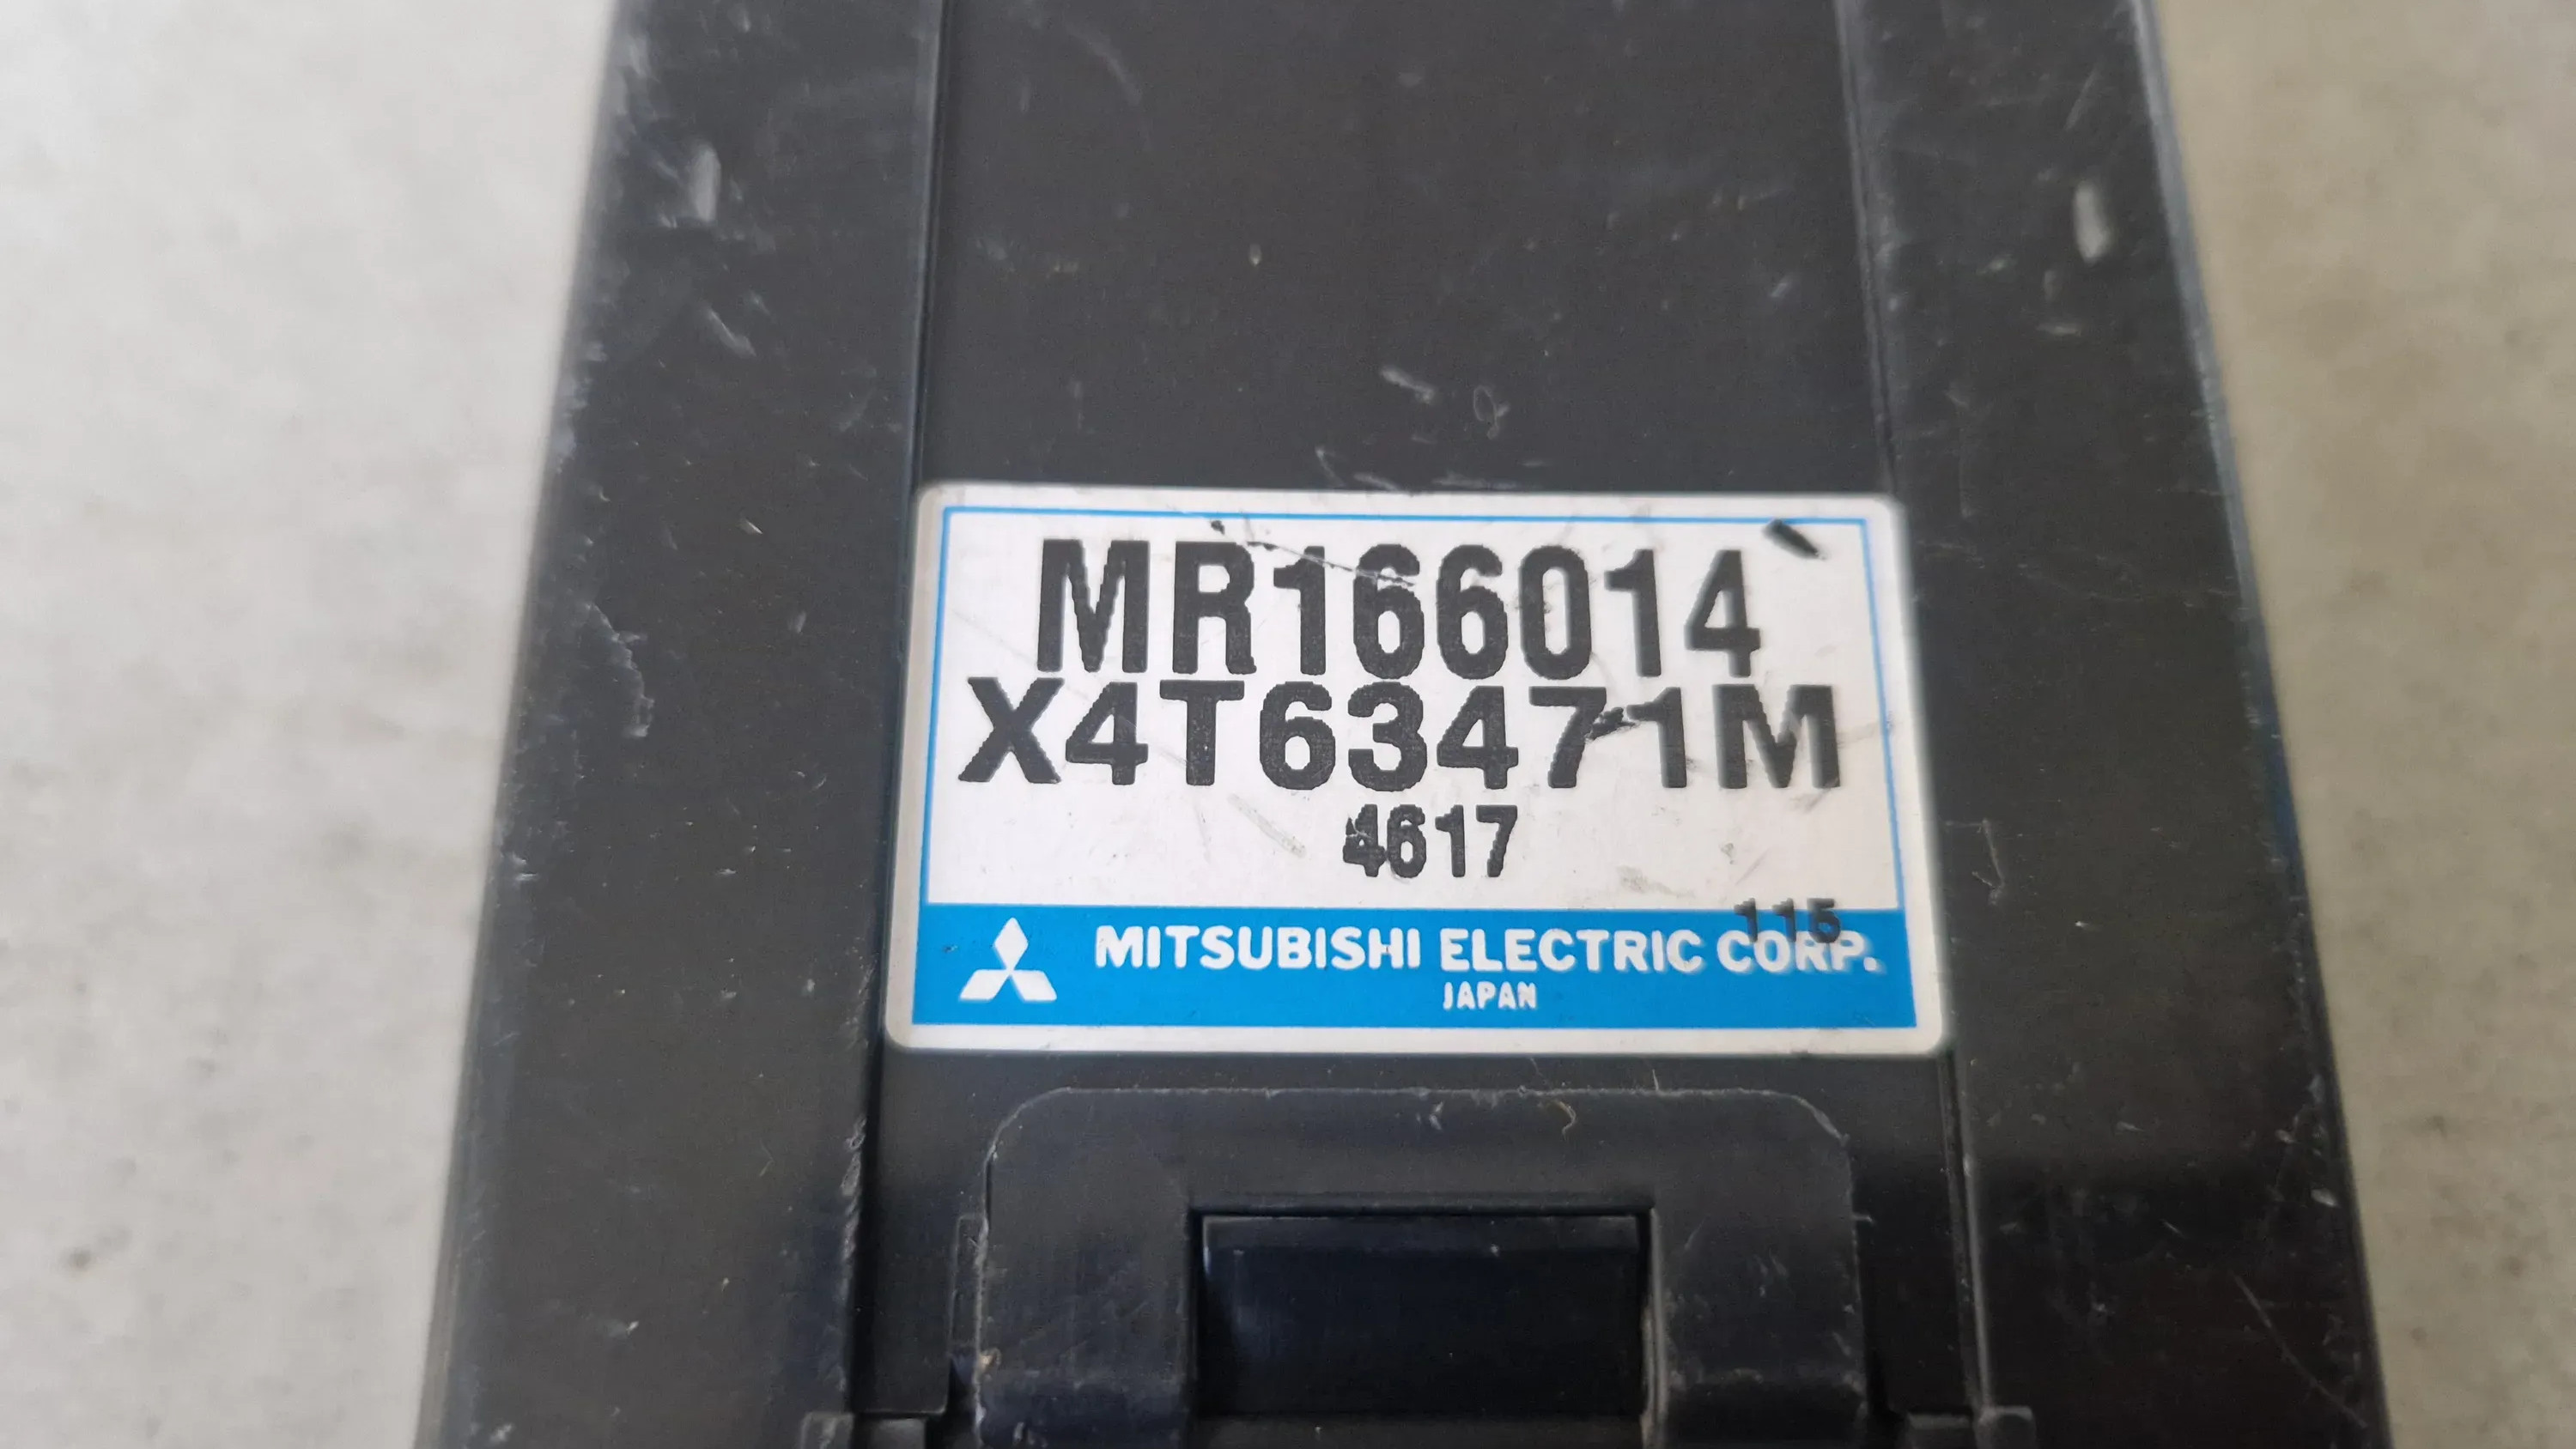 MR166014
X4T63471M
4617
115
MITSUBISHI ELECTRIC CORP.
JAPAN